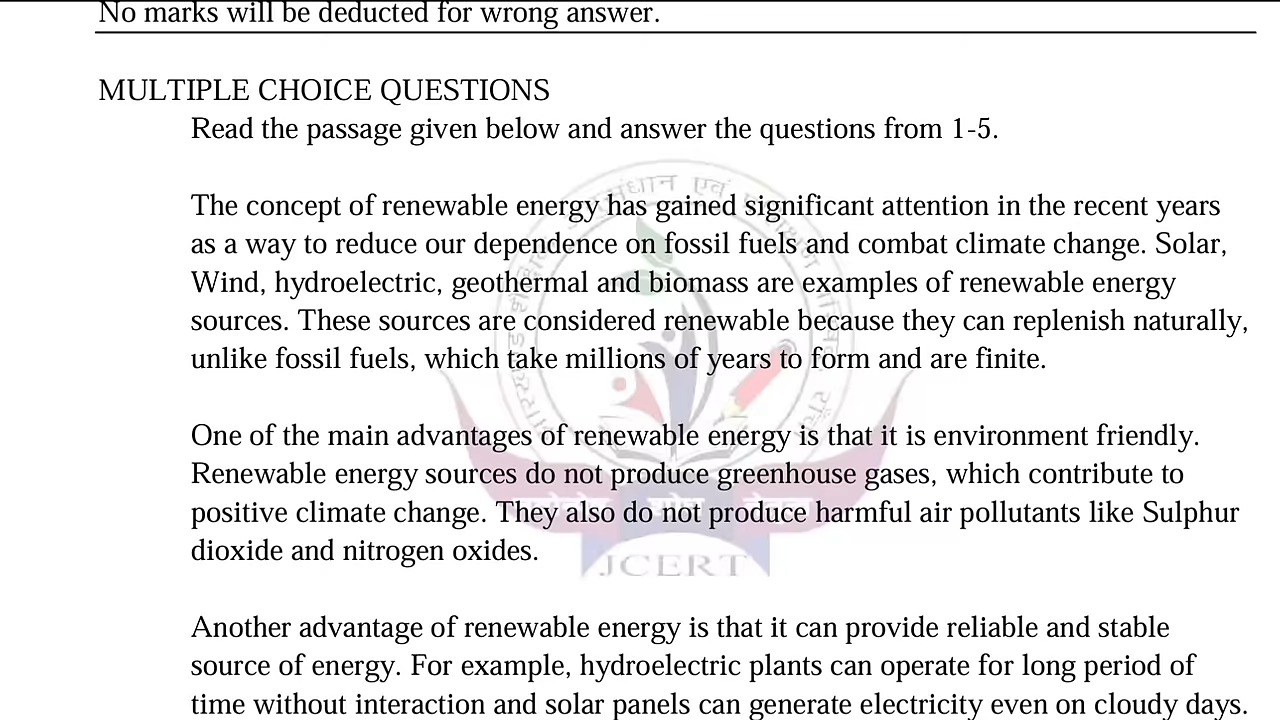 No marks will be deducted for wrong answer.
MULTIPLE CHOICE QUESTIONS
Read the passage given below and answer the questions from 1-5.
The concept of renewable energy has gained significant attention in the recent years
as a way to reduce our dependence on fossil fuels and combat climate change. Solar,
Wind, hydroelectric, geothermal and biomass are examples of renewable energy
sources. These sources are considered renewable because they can replenish naturally,
unlike fossil fuels, which take millions of years to form and are finite.
One of the main advantages of renewable energy is that it is environment friendly.
Renewable energy sources do not produce greenhouse gases, which contribute to
positive climate change. They also do not produce harmful air pollutants like Sulphur
dioxide and nitrogen oxides.
JCERT
Another advantage of renewable energy is that it can provide reliable and stable
source of energy. For example, hydroelectric plants can operate for long period of
time without interaction and solar panels can generate electricity even on cloudy days.